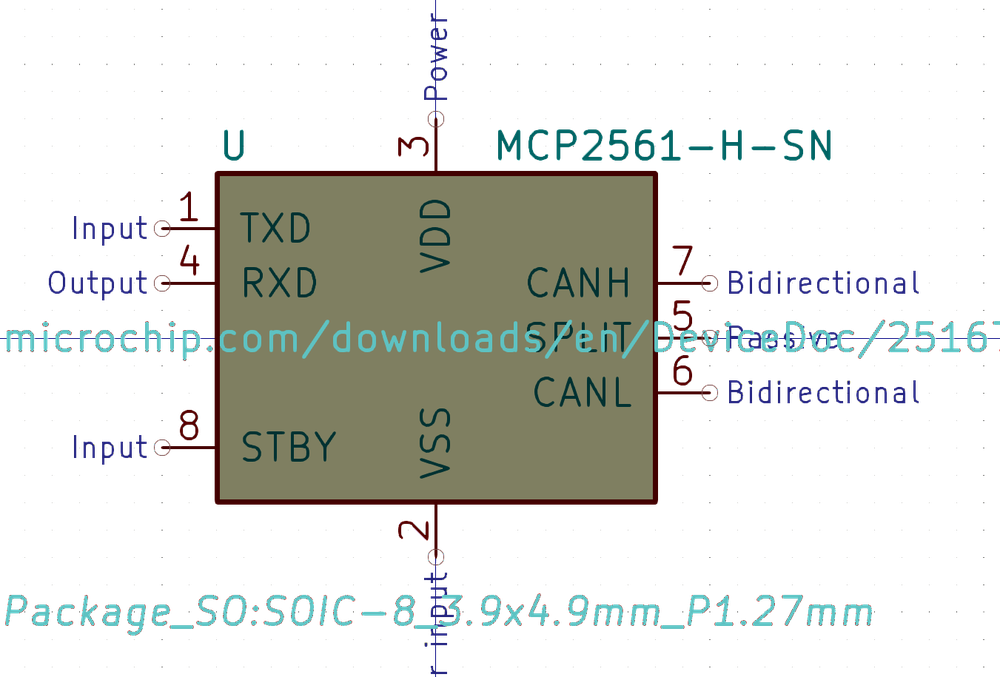 Power
U
3
MCP2561-H-SN
Input
1
TXD
VDD
Output
4
RXD
CANH
7
Bidirectional
microchip.com/downloads/en/DeviceDoc/25167
SPLIT
5
Passive
CANL
6
Bidirectional
Input
8
STBY
VSS
2
Package_SO:SOIC-8_3.9x4.9mm_P1.27mm
r input